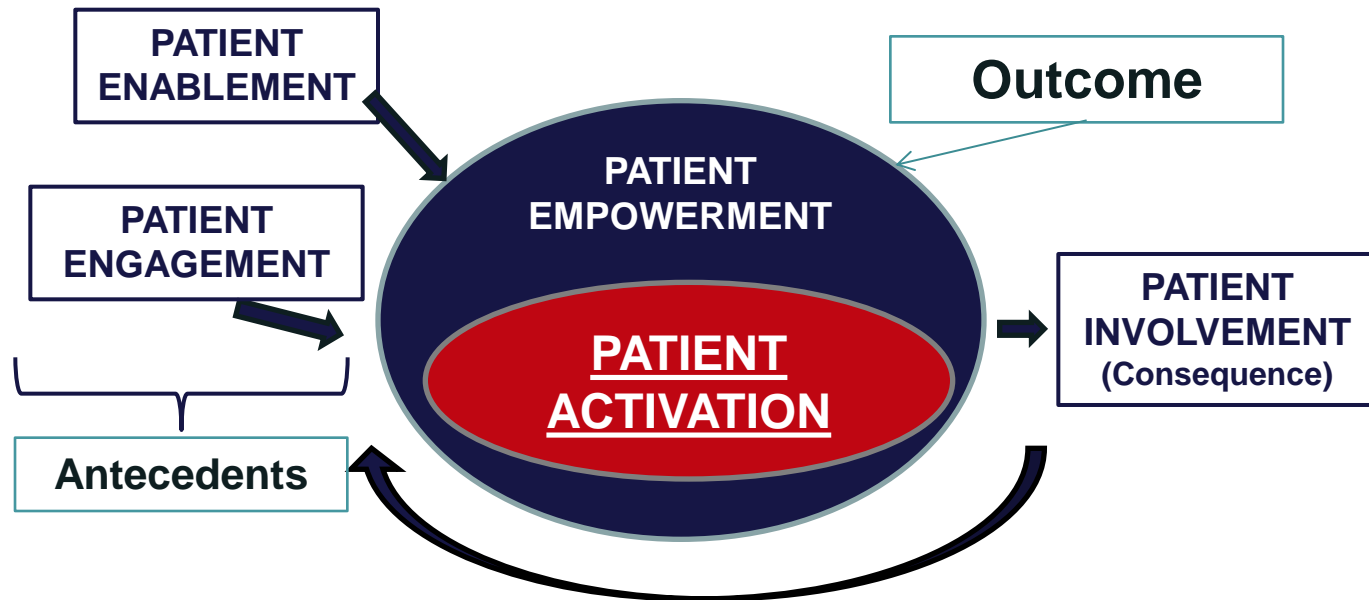 PATIENT
ENABLEMENT
Outcome
PATIENT
EMPOWERMENT
PATIENT
ENGAGEMENT
PATIENT
INVOLVEMENT
(Consequence)
PATIENT
ACTIVATION
Antecedents